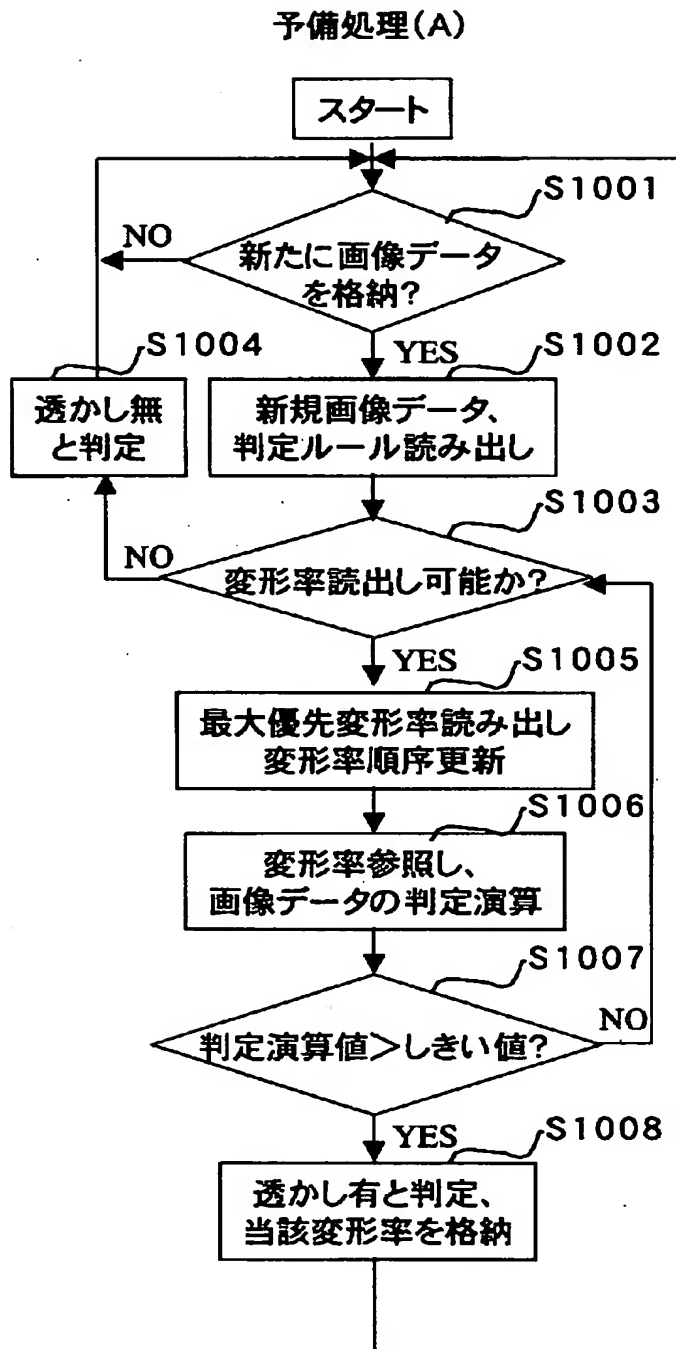 予備処理(A)
スタート
S1001
NO
新たに画像データ
を格納?
S1004
YES
S1002
透かし無
と判定
新規画像データ、
判定ルール読み出し
S1003
NO
変形率読出し可能か?
YES
S1005
最大優先変形率読み出し
変形率順序更新
S1006
変形率参照し、
画像データの判定演算
S1007
判定演算値>しきい値?
NO
YES
S1008
透かし有と判定、
当該変形率を格納